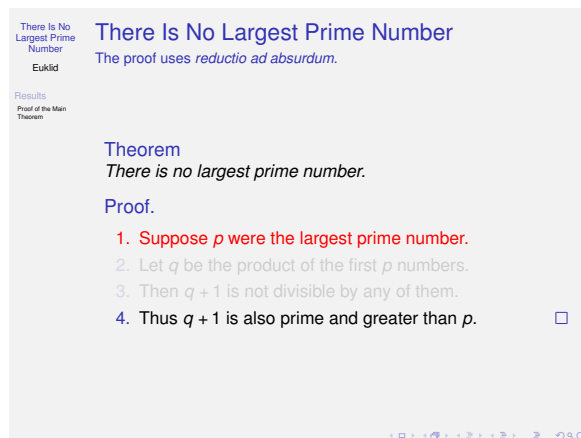 There Is No
Largest Prime
Number
Euklid
Results
Proof of the Main
Theorem
There Is No Largest Prime Number
The proof uses reductio ad absurdum.
Theorem
There is no largest prime number.
Proof.
1. Suppose p were the largest prime number.
2. Let q be the product of the first p numbers.
3. Then q + 1 is not divisible by any of them.
4. Thus q + 1 is also prime and greater than p. □